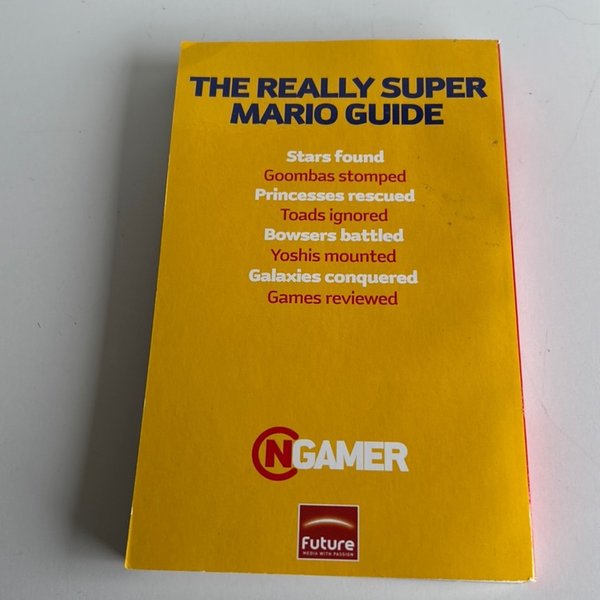 THE REALLY SUPER
MARIO GUIDE
Stars found
Goombas stomped
Princesses rescued
Toads ignored
Bowsers battled
Yoshis mounted
Galaxies conquered
Games reviewed
NGAMER
Future
MEDIA WITH PASSION